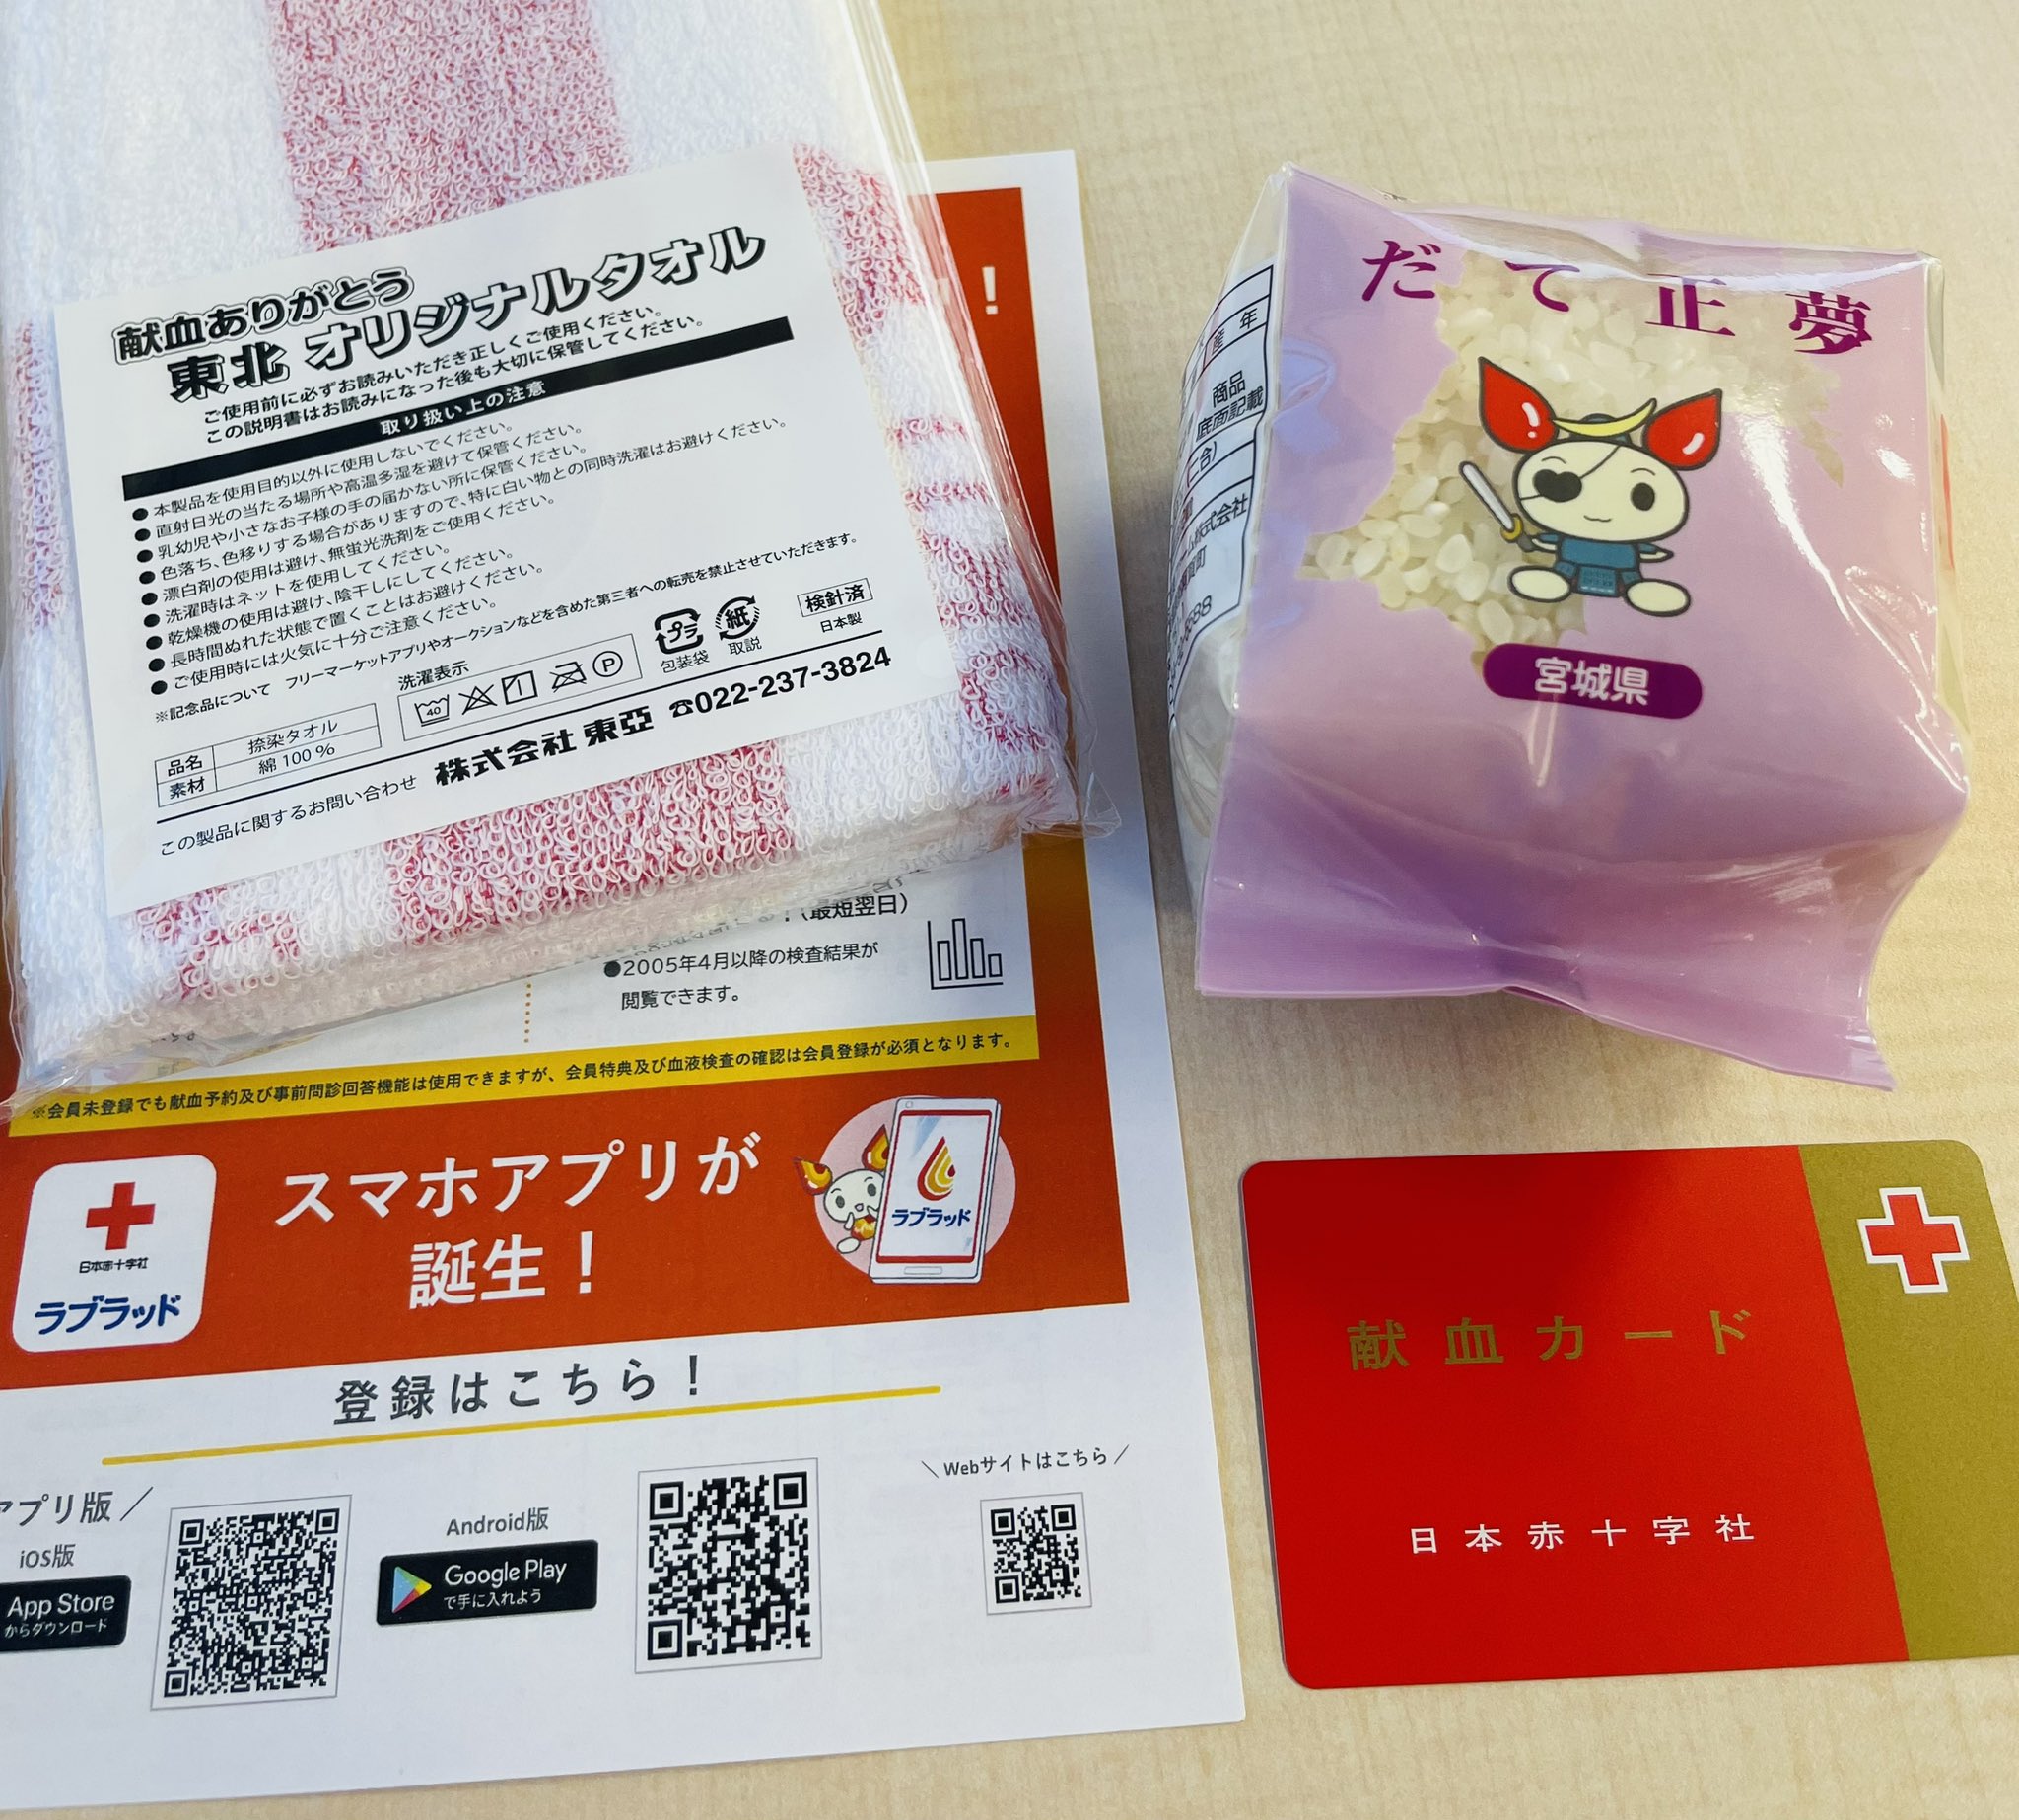 献血ありがとう
東北 オリジナルタオル
ご使用前に必ずお読みいただき正しくご使用ください。
この説明書はお読みになった後も大切に保管してください。
取り扱い上の注意
● 本製品を使用目的以外に使用しないでください。
● 直射日光の当たる場所や高温多湿を避けて保管ください。
● 乳幼児や小さなお子様の手の届かない所に保管ください。
● 色落ち、色移りする場合がありますので、特に白い物との同時洗濯はお避けください。
● 漂白剤の使用は避け、無蛍光洗剤をご使用ください。
● 洗濯時はネットを使用してください。
● 乾燥機の使用は避け、陰干しにしてください。
● 長時間ぬれた状態で置くことはお避けください。
● ご使用時には火気に十分ご注意ください。
※記念品について フリーマーケットアプリやオークションなどを含めた第三者への転売を禁止させていただきます。
品名 捺染タオル
素材 綿 100 %
洗濯表示
40
P
プラ
包装袋
紙
取説
検針済
日本製
この製品に関するお問い合わせ 株式会社 東亞 ☎022-237-3824
！
！(最短翌日)
●2005年4月以降の検査結果が
閲覧できます。
※会員未登録でも献血予約及び事前問診回答機能は使用できますが、会員特典及び血液検査の確認は会員登録が必須となります。
日本赤十字社
ラブラッド
スマホアプリが
誕生！
ラブラッド
登録はこちら！
アプリ版 ／
iOS版
App Store
からダウンロード
Android版
Google Play
で手に入れよう
＼ Webサイトはこちら ／
だて正夢
宮城県
産 年
商品
底面記載
合)
株式会社
献血カード
日本赤十字社